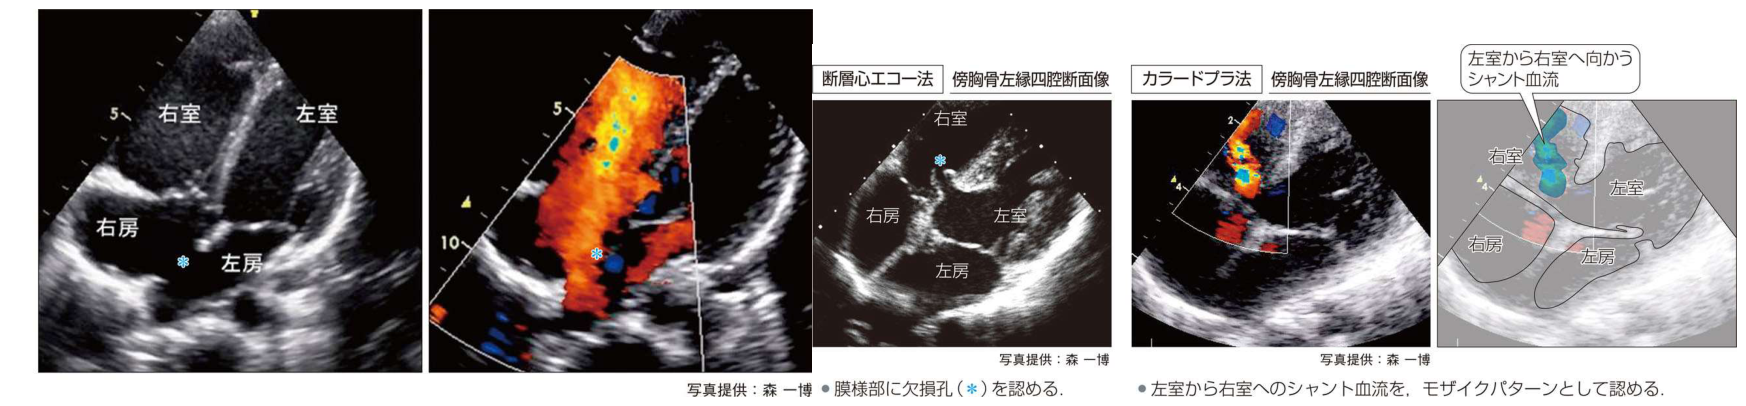 5
右室
左室
右房
左房
*
5
10
*
写真提供：森 一博
断層心エコー法
傍胸骨左縁四腔断面像
右室
*
右房
左室
左房
写真提供：森 一博
●膜様部に欠損孔（*）を認める．
カラードプラ法
傍胸骨左縁四腔断面像
2
4
写真提供：森 一博
左室から右室へ向かう
シャント血流
右室
左室
4
右房
左房
●左室から右室へのシャント血流を，モザイクパターンとして認める．